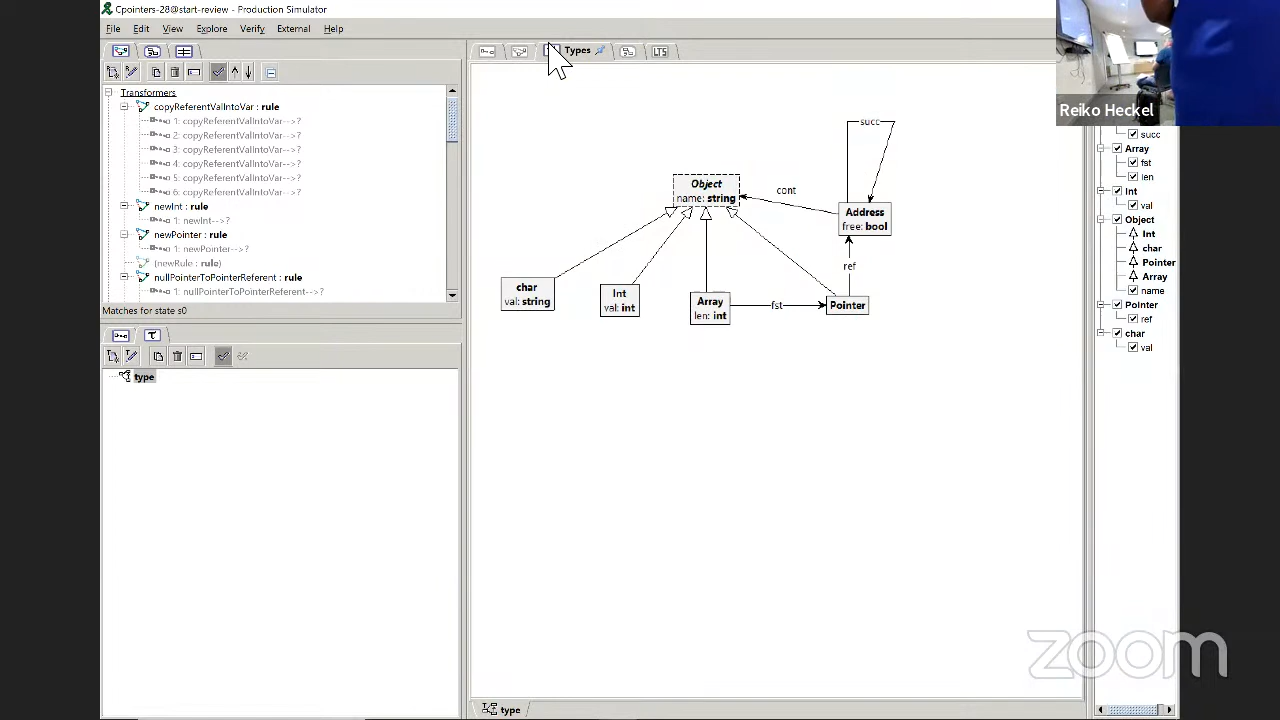 Cpointers-28@start-review - Production Simulator
File Edit View Explore Verify External Help
Types
LTS
Transformers
copyReferentValIntoVar : rule
1: copyReferentValIntoVar-->?
2: copyReferentValIntoVar-->?
3: copyReferentValIntoVar-->?
4: copyReferentValIntoVar-->?
5: copyReferentValIntoVar-->?
6: copyReferentValIntoVar-->?
newInt : rule
1: newInt-->?
newPointer : rule
1: newPointer-->?
(newRule : rule)
nullPointerToPointerReferent : rule
1: nullPointerToPointerReferent-->?
Matches for state s0
type
succ
Object
name: string
cont
Address
free: bool
ref
char
val: string
Int
val: int
Array
len: int
fst
Pointer
type
Reiko Heckel
succ
Array
fst
len
Int
val
Object
Int
char
Pointer
Array
name
Pointer
ref
char
val
zoom